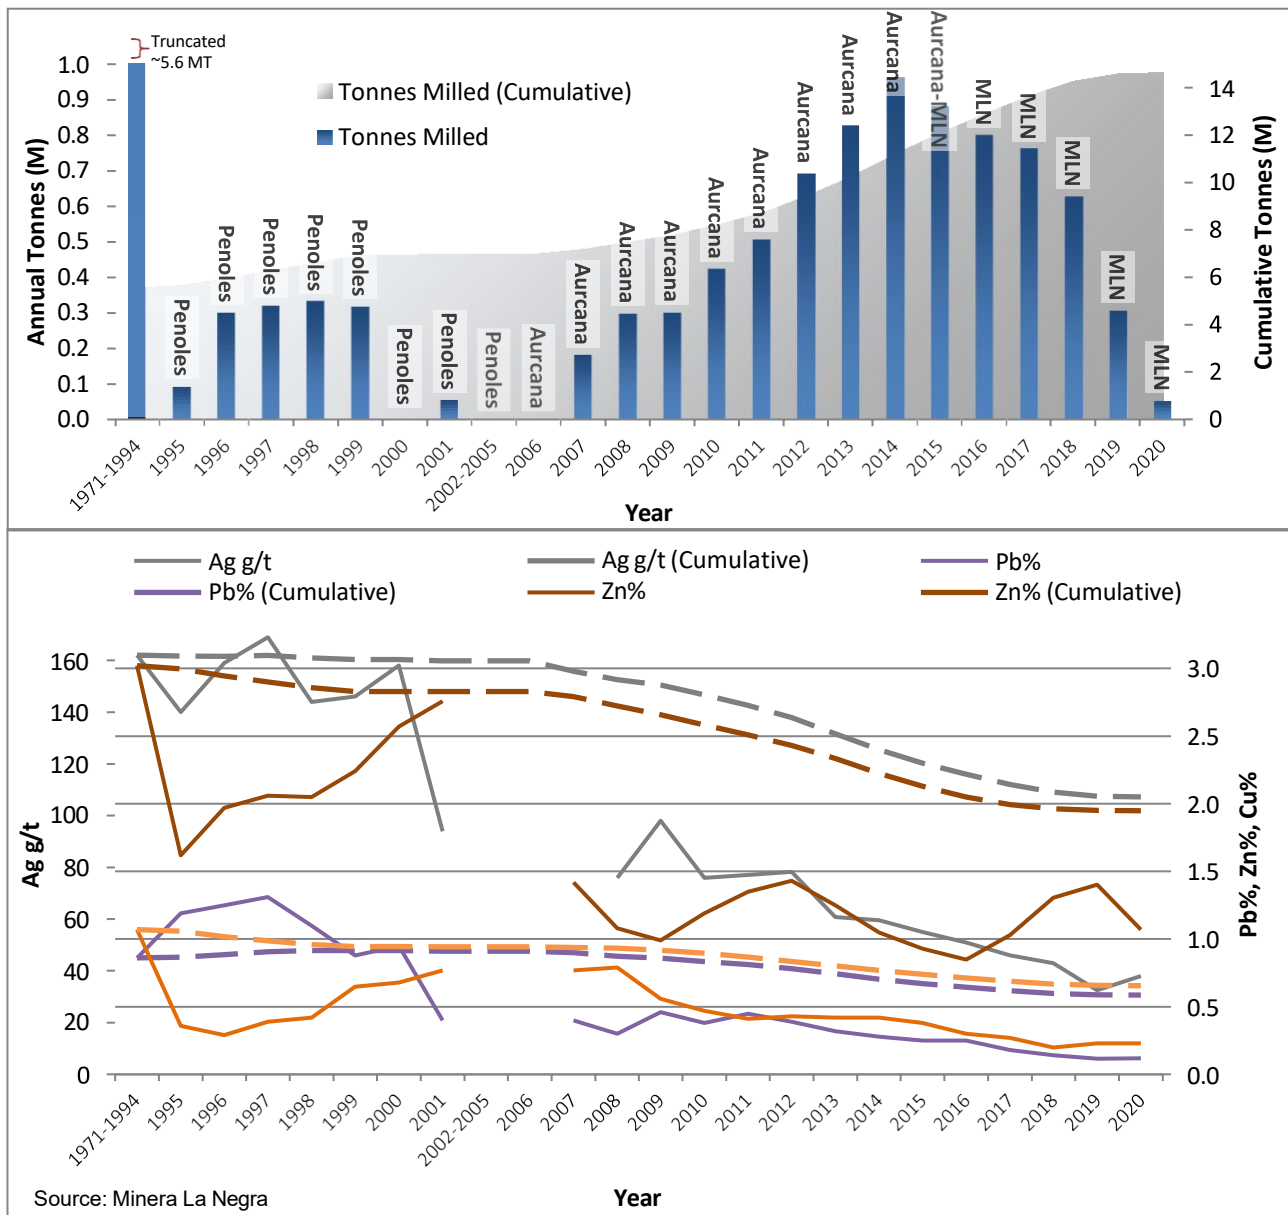 Truncated
~5.6 MT
Tonnes Milled (Cumulative)
Tonnes Milled
Annual Tonnes (M)
1.0
0.9
0.8
0.7
0.6
0.5
0.4
0.3
0.2
0.1
0.0
Penoles
Penoles
Penoles
Penoles
Penoles
Penoles
Penoles
Penoles
Aurcana
Aurcana
Aurcana
Aurcana
Aurcana
Aurcana
Aurcana
Aurcana
Aurcana
Aurcana-MLN
MLN
MLN
MLN
MLN
MLN
14
12
10
8
6
4
2
0
Cumulative Tonnes (M)
1971-1994
1995
1996
1997
1998
1999
2000
2001
2002-2005
2006
2007
2008
2009
2010
2011
2012
2013
2014
2015
2016
2017
2018
2019
2020
Year
Ag g/t
Ag g/t (Cumulative)
Pb%
Pb% (Cumulative)
Zn%
Zn% (Cumulative)
Ag g/t
160
140
120
100
80
60
40
20
0
3.0
2.5
2.0
1.5
1.0
0.5
0.0
Pb%, Zn%, Cu%
1971-1994
1995
1996
1997
1998
1999
2000
2001
2002-2005
2006
2007
2008
2009
2010
2011
2012
2013
2014
2015
2016
2017
2018
2019
2020
Source: Minera La Negra
Year